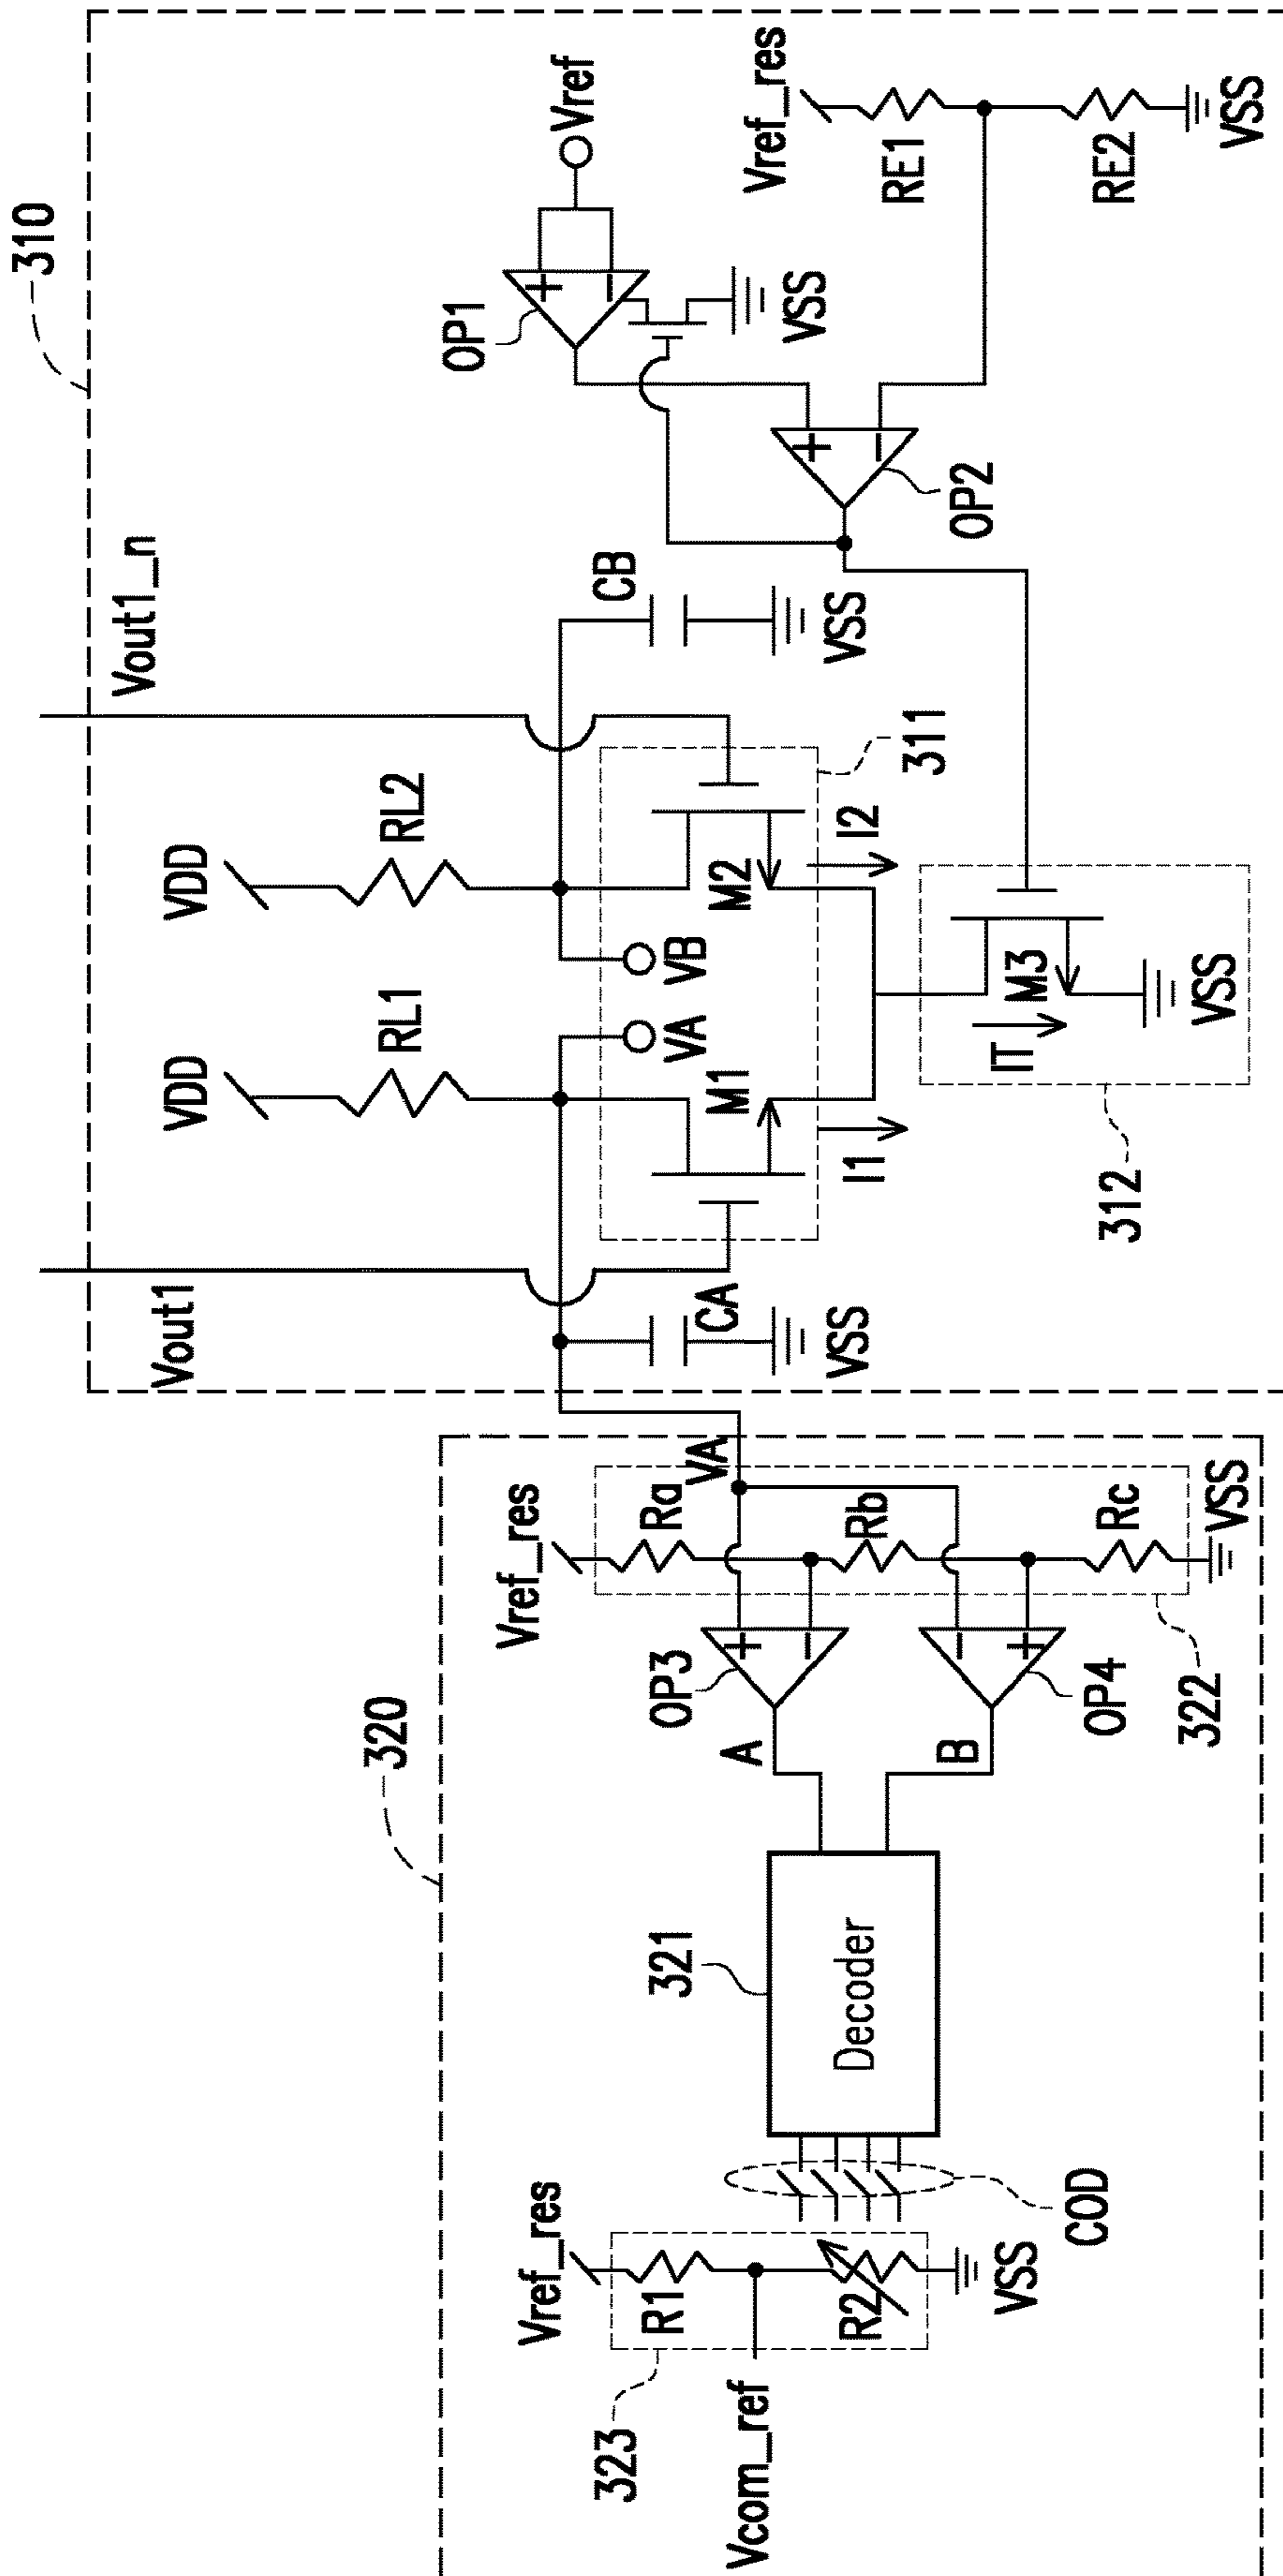 310
Vout1
Vout1_n
VDD
VDD
RL1
RL2
VA
VB
CA
VSS
CB
VSS
M1
M2
311
I1
I2
312
IT
M3
VSS
OP1
+
−
Vref
VSS
OP2
+
−
Vref_res
RE1
RE2
VSS
320
Vref_res
VA
Ra
Rb
Rc
VSS
322
OP3
+
−
OP4
−
+
A
B
321
Decoder
COD
Vref_res
R1
R2
VSS
323
Vcom_ref